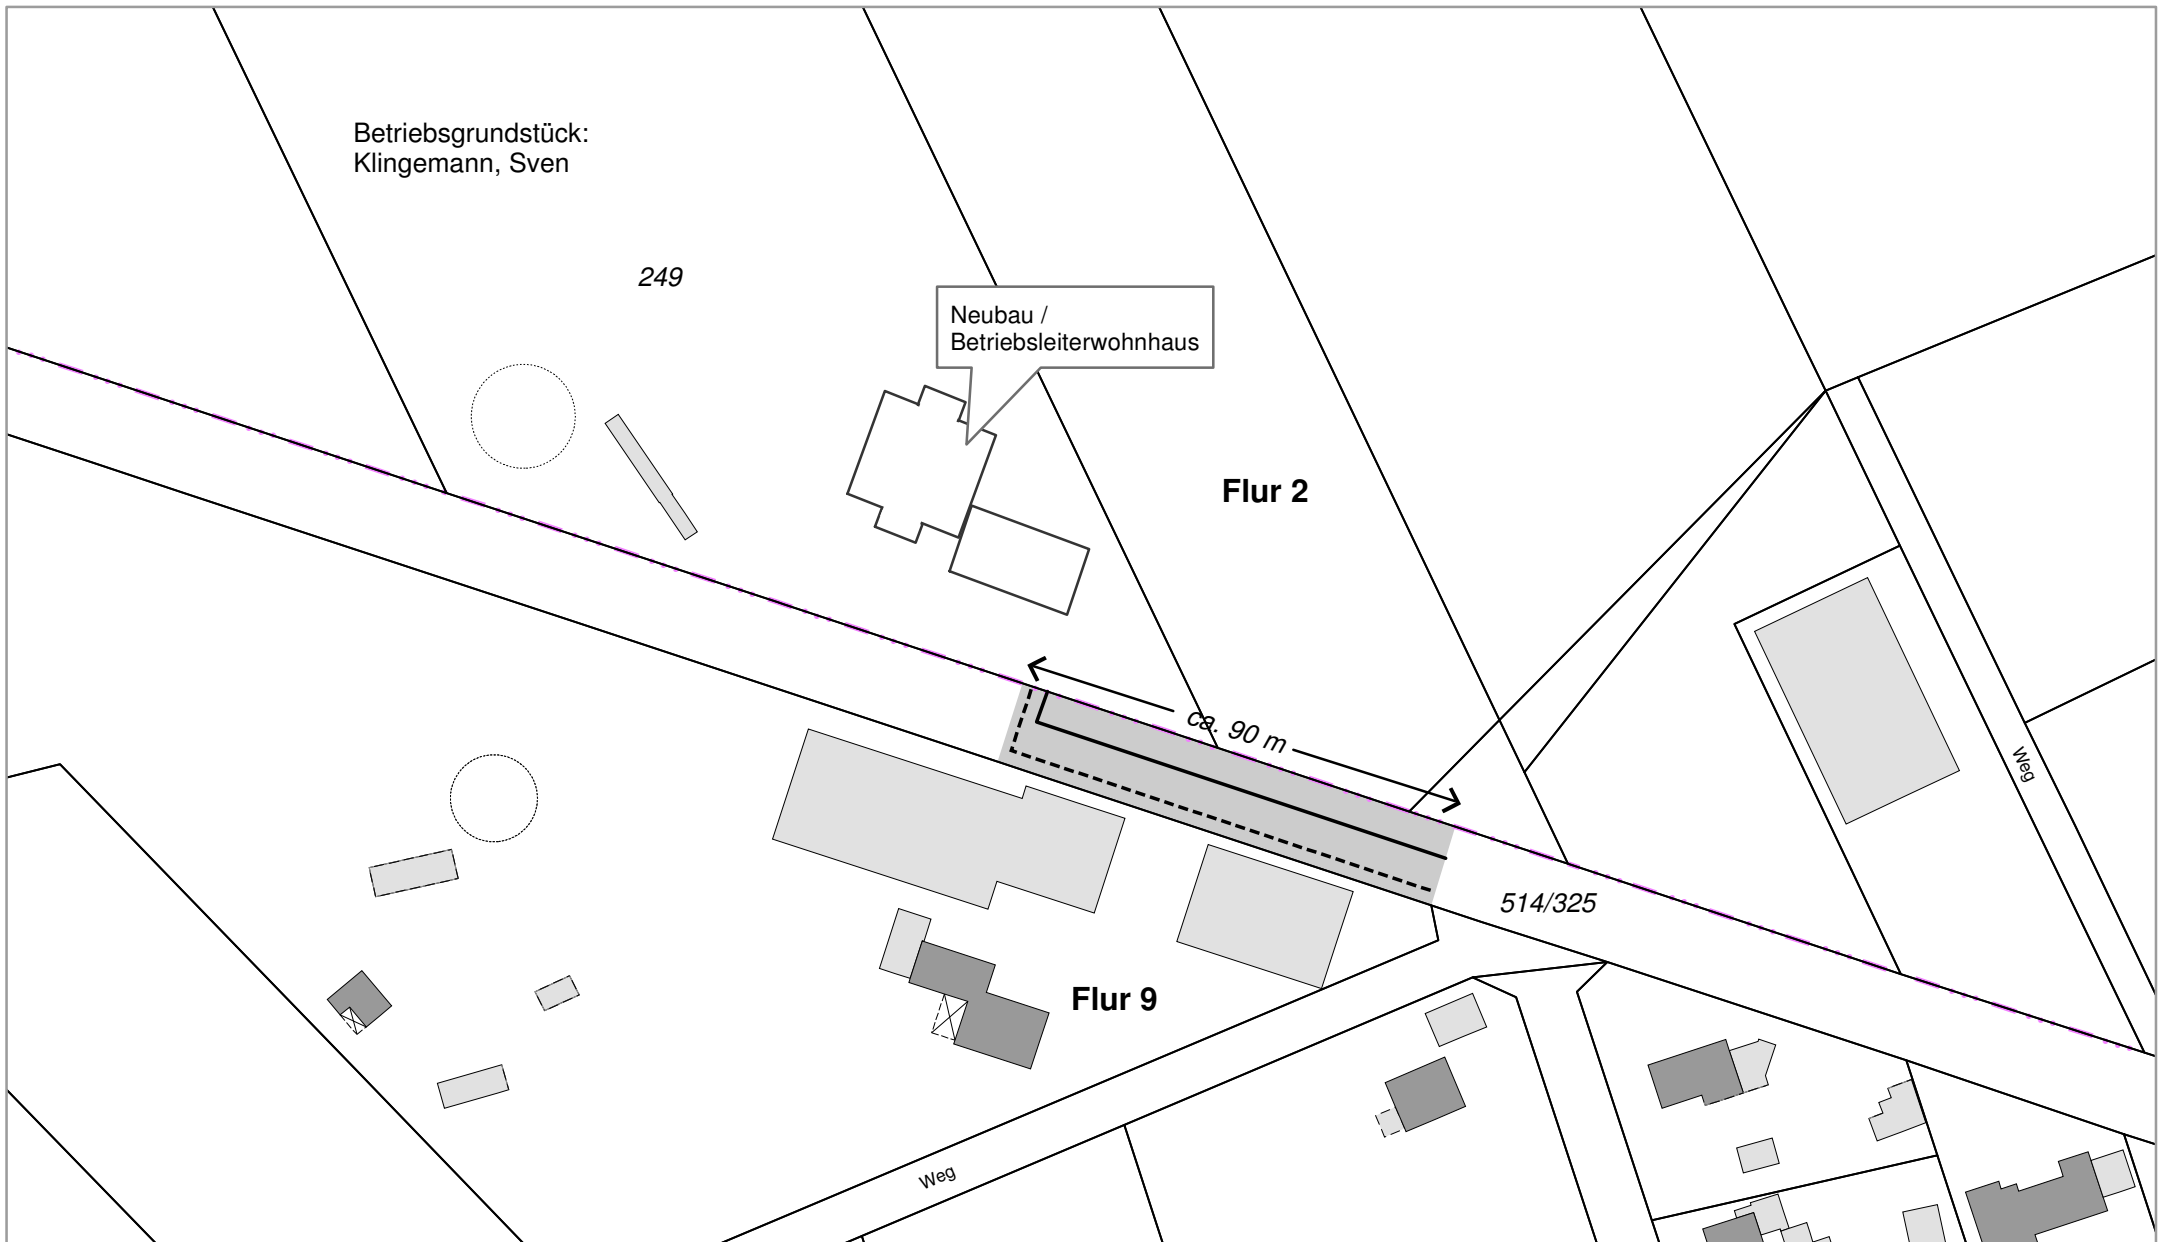 Betriebsgrundstück:
Klingemann, Sven
249
Neubau /
Betriebsleiterwohnhaus
Flur 2
ca. 90 m
Weg
514/325
Flur 9
Weg